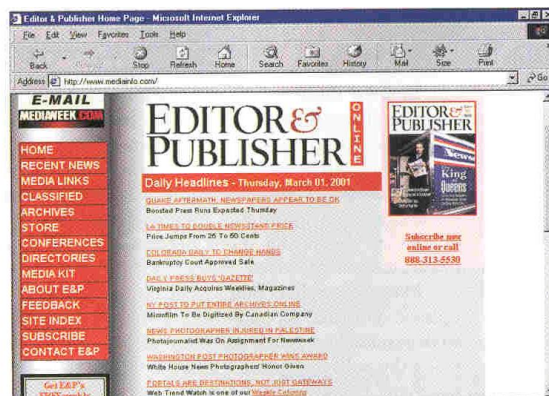 Editor & Publisher Home Page - Microsoft Internet Explorer
File Edit View Favorites Tools Help
Back Stop Refresh Home Search Favorites History Mail Size Print
Address http://www.mediainfo.com/ Go
E-MAIL
MEDIAWEEK.COM
HOME
RECENT NEWS
MEDIA LINKS
CLASSIFIED
ARCHIVES
STORE
CONFERENCES
DIRECTORIES
MEDIA KIT
ABOUT E&P
FEEDBACK
SITE INDEX
SUBSCRIBE
CONTACT E&P
Get E&P's
EDITOR &
PUBLISHER
ONLINE
Daily Headlines - Thursday, March 01, 2001
QUAKE AFTERMATH: NEWSPAPERS APPEAR TO BE OK
Boosted Press Runs Expected Thursday
LA TIMES TO DOUBLE NEWSSTAND PRICE
Price Jumps From 25 To 50 Cents
COLORADO DAILY TO CHANGE HANDS
Bankruptcy Court Approved Sale
DAILY PRESS BUYS 'GAZETTE'
Virginia Daily Acquires Weeklies, Magazines
NY POST TO PUT ENTIRE ARCHIVES ONLINE
Microfilm To Be Digitized By Canadian Company
NEWS PHOTOGRAPHER INJURED IN PALESTINE
Photojournalist Was On Assignment For Newsweek
WASHINGTON POST PHOTOGRAPHER WINS AWARD
White House News Photographers' Honor Given
PORTALS ARE DESTINATIONS, NOT JUST GATEWAYS
Web Trend Watch is one of our Weekly Columns
EDITOR &
PUBLISHER
News
King
Queens
Subscribe now
online or call
888-313-5530